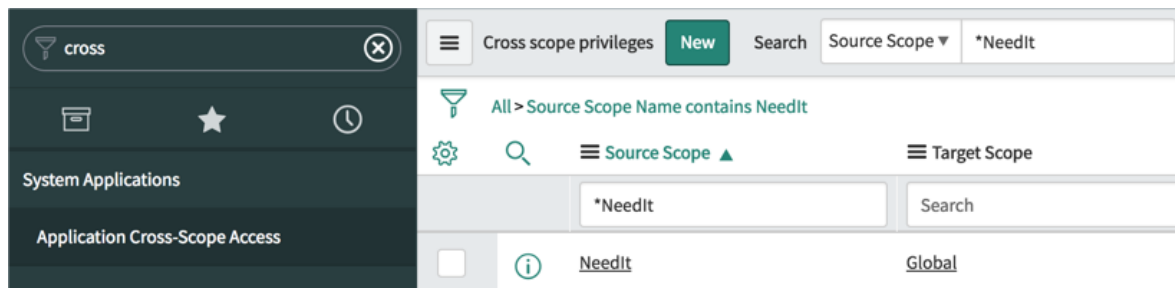 cross
System Applications
Application Cross-Scope Access
Cross scope privileges New Search Source Scope *NeedIt
All > Source Scope Name contains NeedIt
Source Scope Target Scope
*NeedIt Search
NeedIt Global